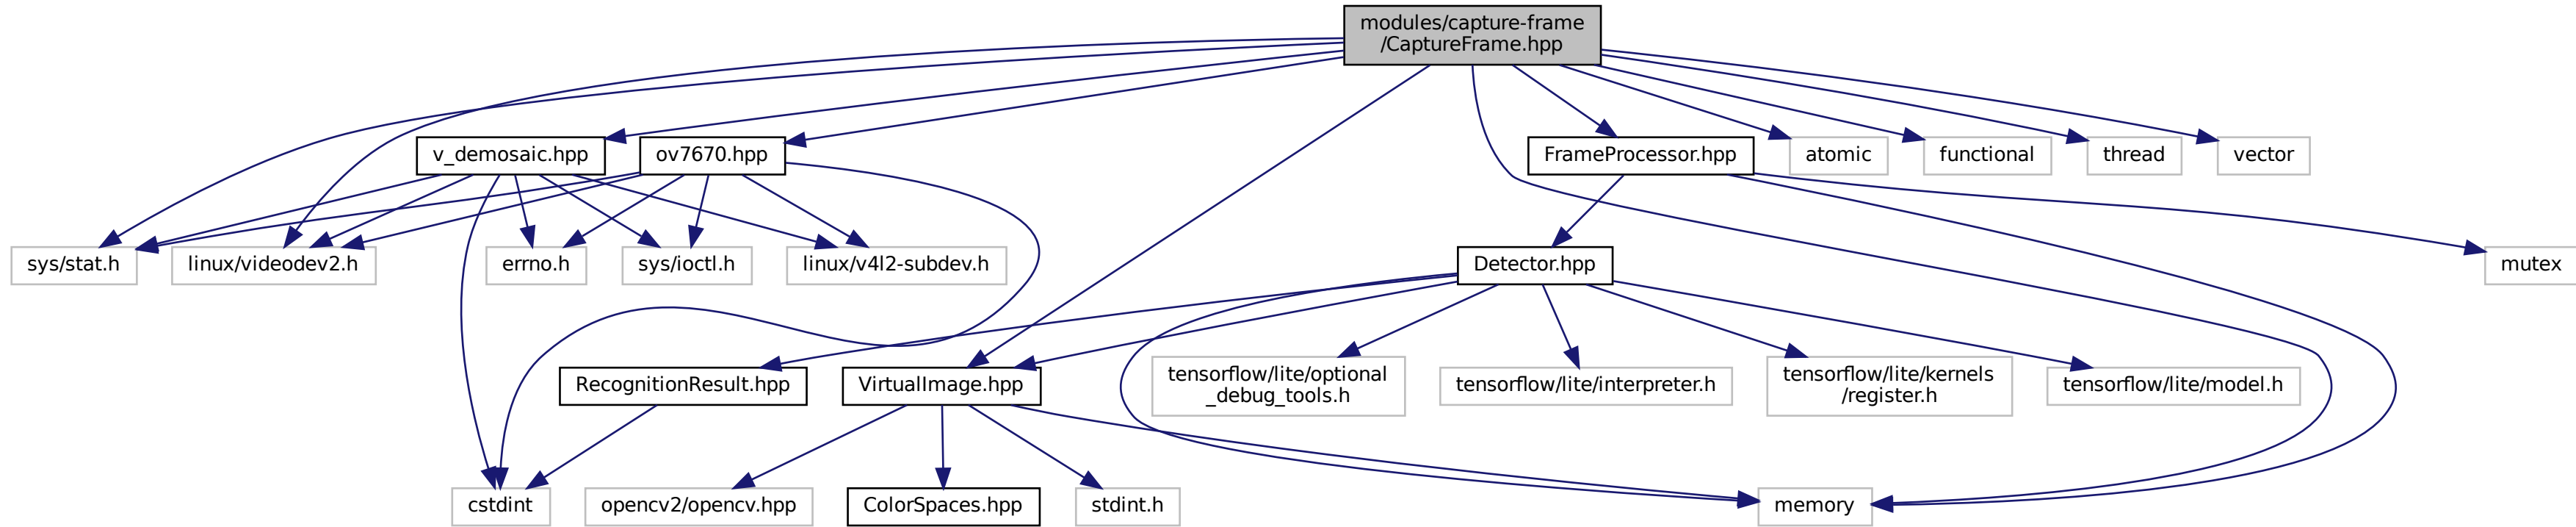 modules/capture-frame
/CaptureFrame.hpp
v_demosaic.hpp
ov7670.hpp
FrameProcessor.hpp
atomic
functional
thread
vector
sys/stat.h
linux/videodev2.h
errno.h
sys/ioctl.h
linux/v4l2-subdev.h
Detector.hpp
mutex
RecognitionResult.hpp
VirtualImage.hpp
tensorflow/lite/optional
_debug_tools.h
tensorflow/lite/interpreter.h
tensorflow/lite/kernels
/register.h
tensorflow/lite/model.h
cstdint
opencv2/opencv.hpp
ColorSpaces.hpp
stdint.h
memory